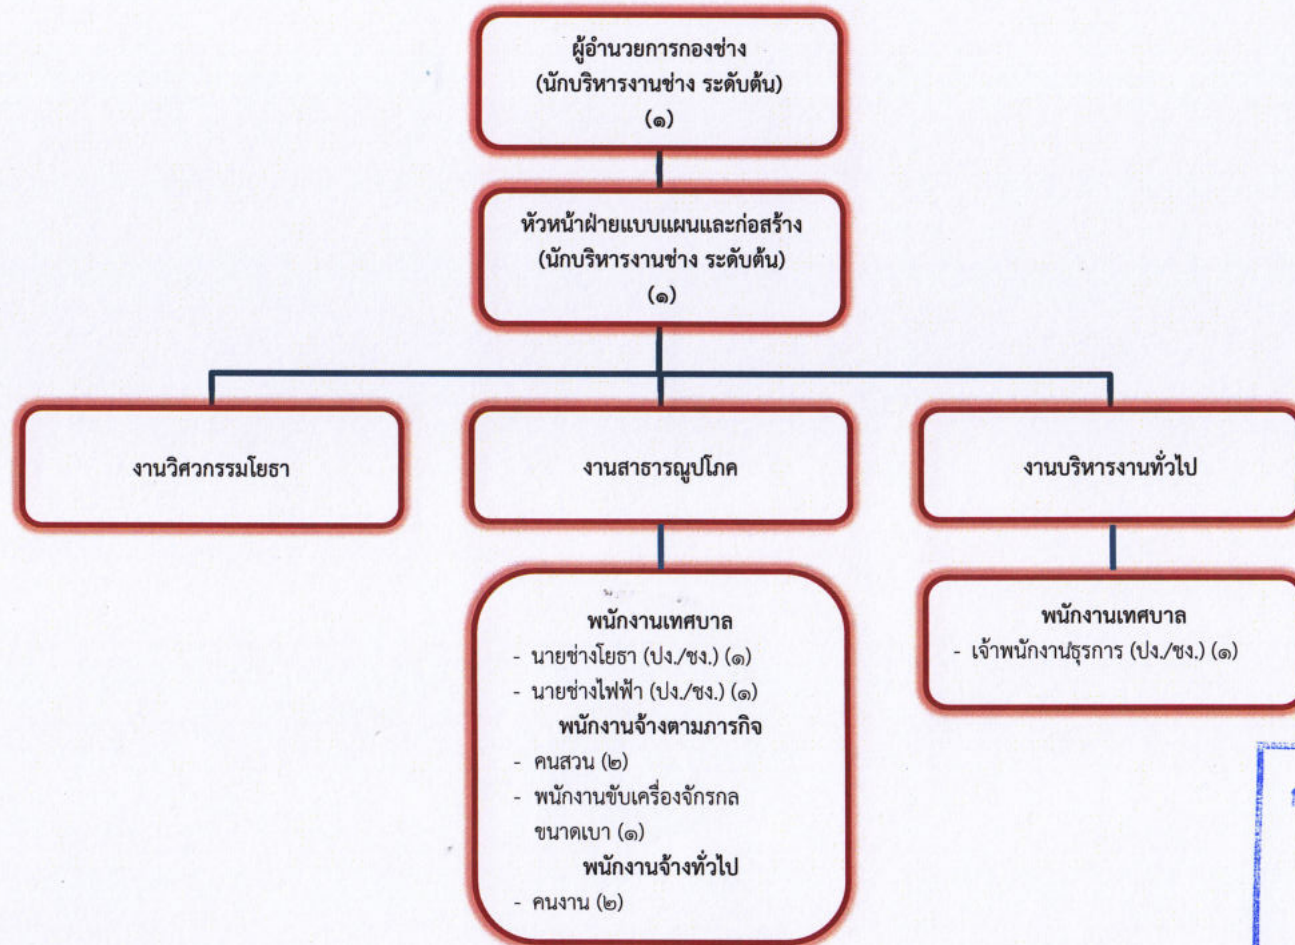 ผู้อำนวยการกองช่าง
(นักบริหารงานช่าง ระดับต้น)
(๑)
หัวหน้าฝ่ายแบบแผนและก่อสร้าง
(นักบริหารงานช่าง ระดับต้น)
(๑)
งานวิศวกรรมโยธา
งานสาธารณูปโภค
งานบริหารงานทั่วไป
พนักงานเทศบาล
- นายช่างโยธา (ปง./ชง.) (๑)
- นายช่างไฟฟ้า (ปง./ชง.) (๑)
พนักงานจ้างตามภารกิจ
- คนสวน (๒)
- พนักงานขับเครื่องจักรกล
ขนาดเบา (๑)
พนักงานจ้างทั่วไป
- คนงาน (๒)
พนักงานเทศบาล
- เจ้าพนักงานธุรการ (ปง./ชง.) (๑)